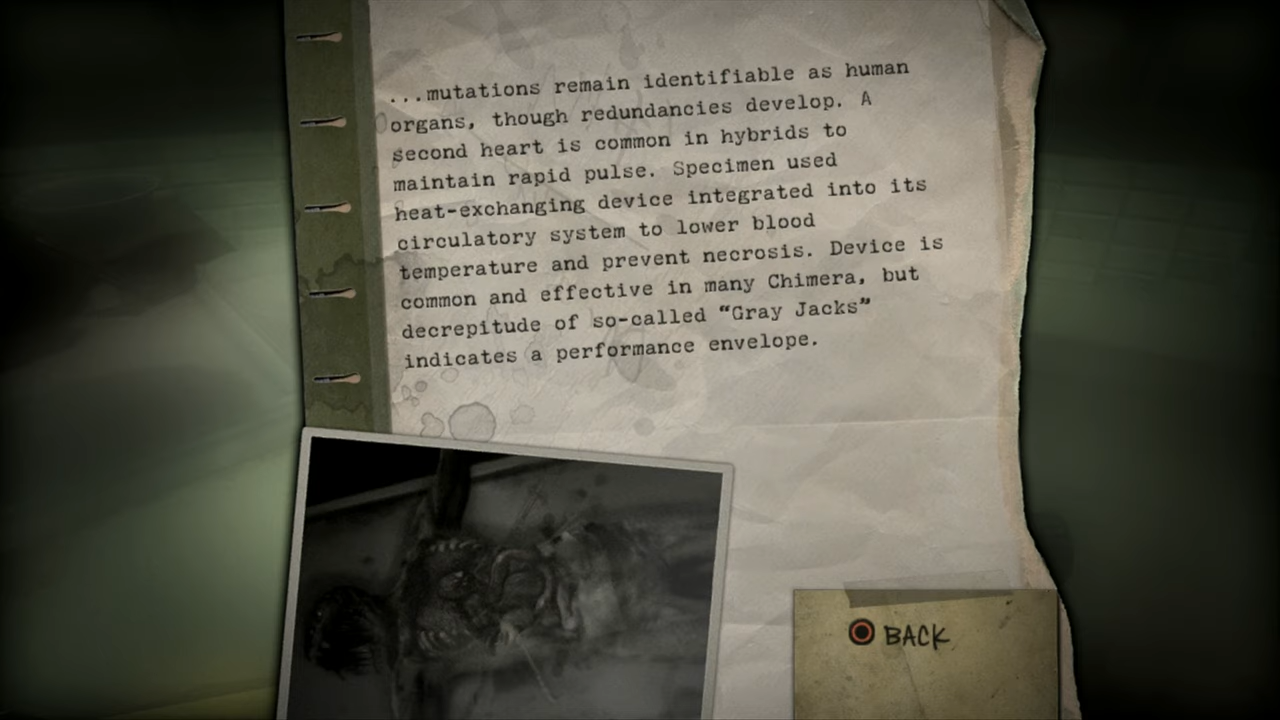 ...mutations remain identifiable as human
organs, though redundancies develop. A
second heart is common in hybrids to
maintain rapid pulse. Specimen used
heat-exchanging device integrated into its
circulatory system to lower blood
temperature and prevent necrosis. Device is
common and effective in many Chimera, but
decrepitude of so-called “Gray Jacks”
indicates a performance envelope.
BACK